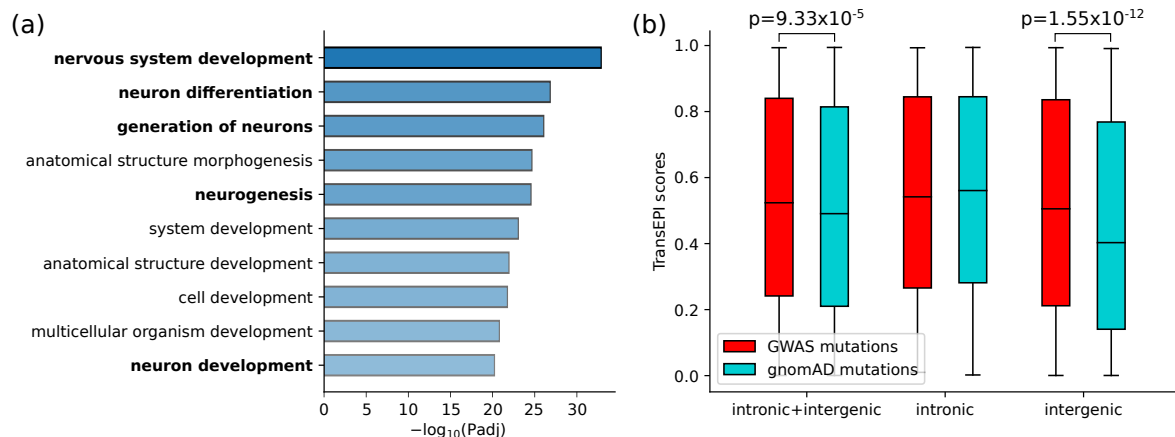 (a)
nervous system development
neuron differentiation
generation of neurons
anatomical structure morphogenesis
neurogenesis
system development
anatomical structure development
cell development
multicellular organism development
neuron development
0 5 10 15 20 25 30
−log10(Padj)
(b)
p=9.33x10-5
p=1.55x10-12
1.0
0.8
0.6
0.4
0.2
0.0
TransEPI scores
GWAS mutations
gnomAD mutations
intronic+intergenic
intronic
intergenic